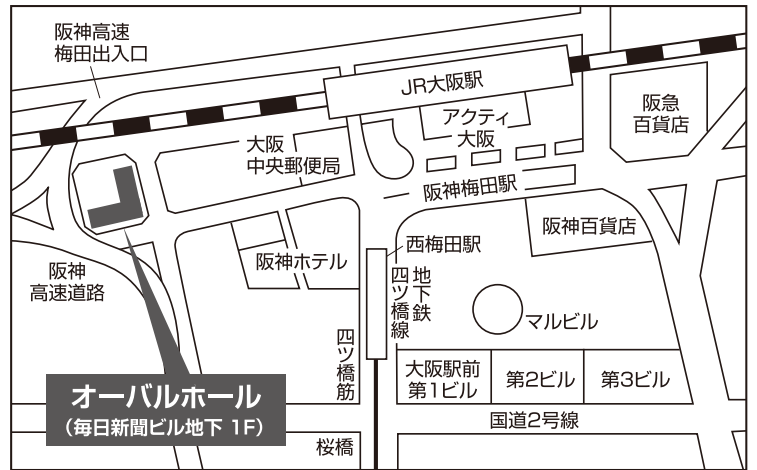 阪神高速
梅田出入口
JR大阪駅
アクティ
大阪
阪急
百貨店
大阪
中央郵便局
阪神梅田駅
阪神百貨店
西梅田駅
阪神ホテル
阪神
高速道路
地下鉄
四ツ橋線
マルビル
四ツ橋筋
大阪駅前
第1ビル
第2ビル
第3ビル
オーバルホール
（毎日新聞ビル地下 1F）
国道2号線
桜橋